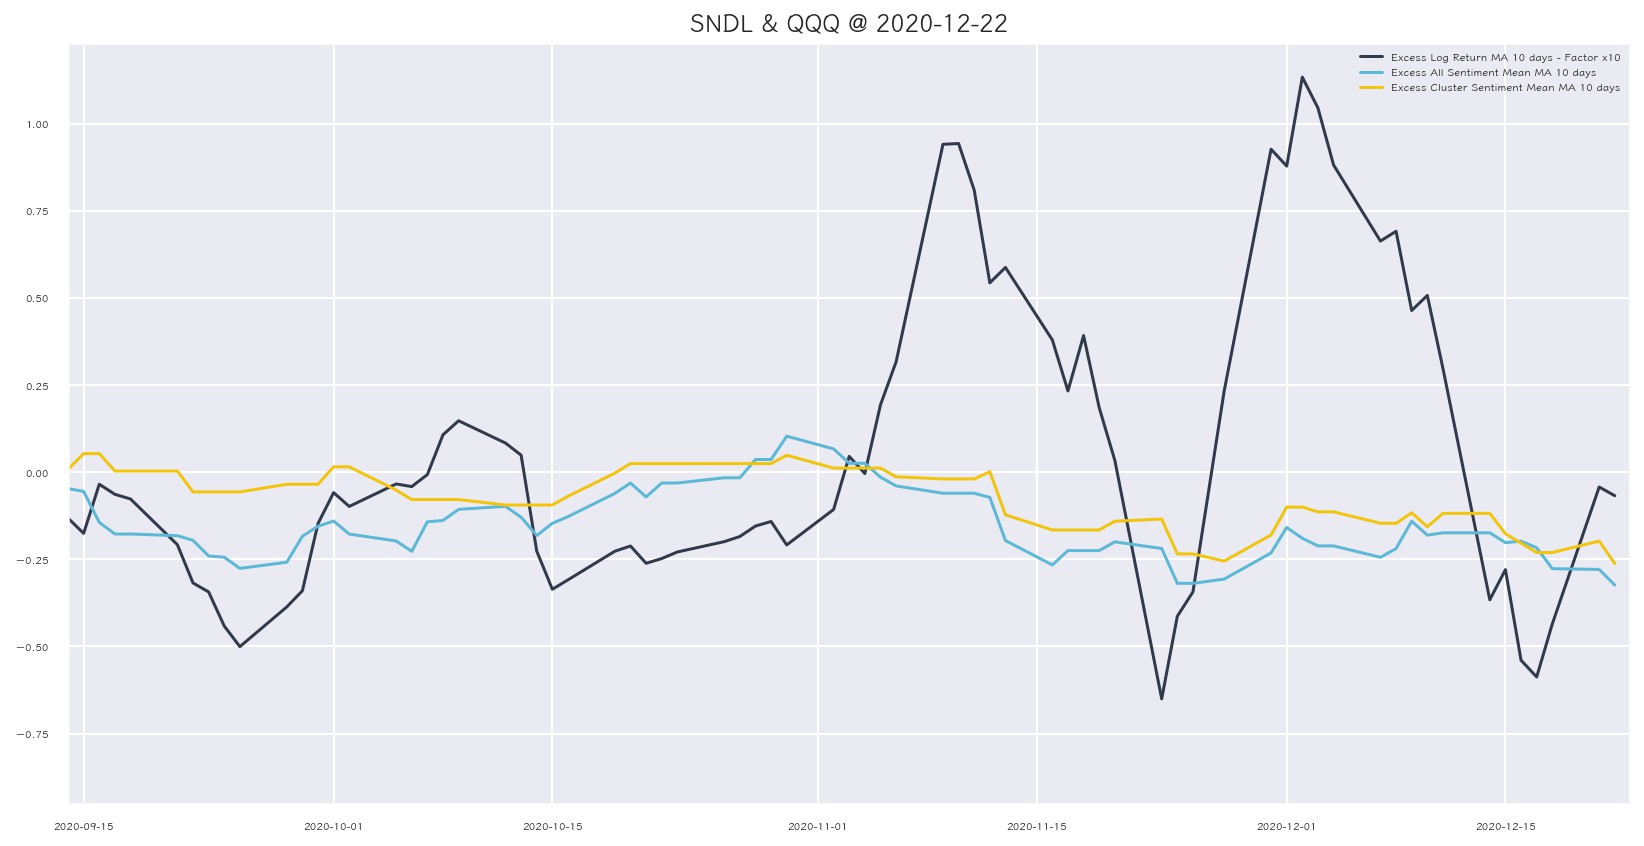 SNDL & QQQ @ 2020-12-22
Excess Log Return MA 10 days - Factor x10
Excess All Sentiment Mean MA 10 days
Excess Cluster Sentiment Mean MA 10 days
1.00
0.75
0.50
0.25
0.00
−0.25
−0.50
−0.75
2020-09-15 2020-10-01 2020-10-15 2020-11-01 2020-11-15 2020-12-01 2020-12-15